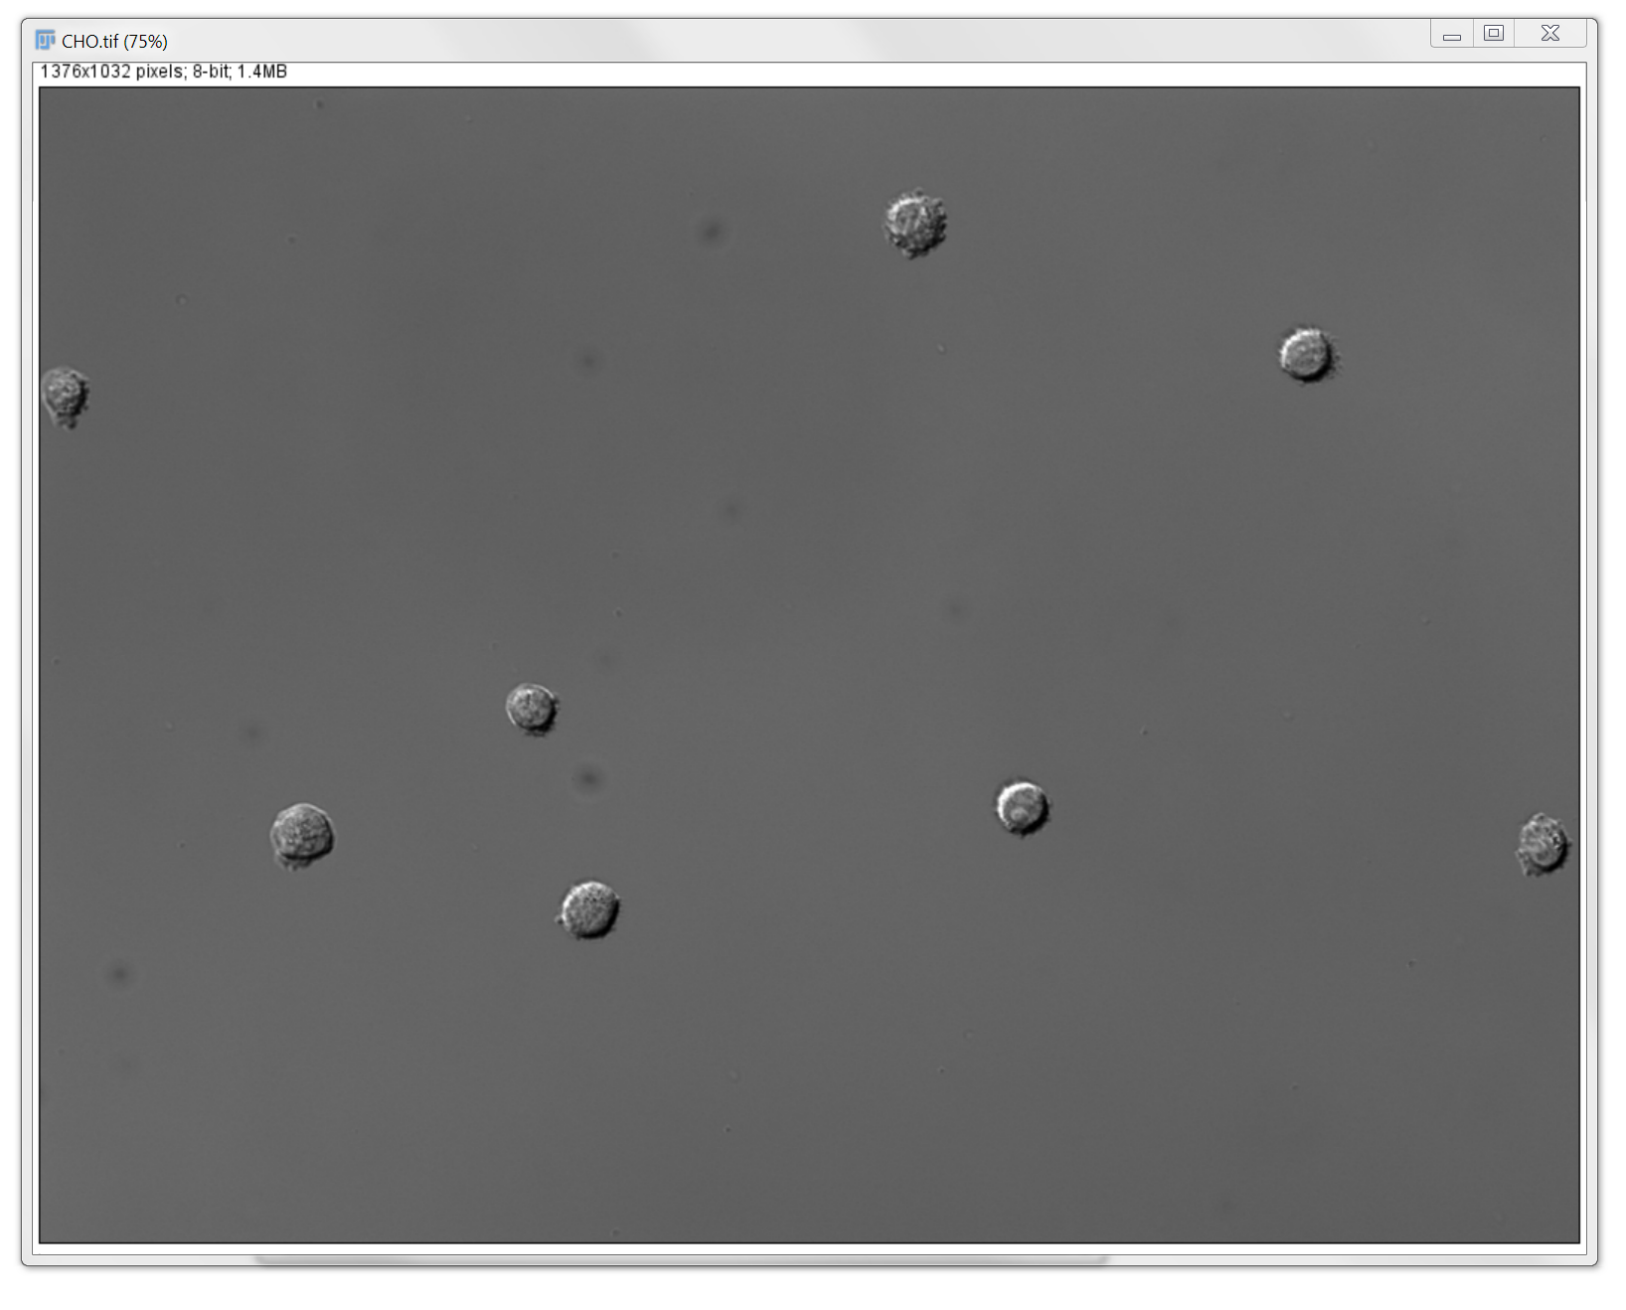 CHO.tif (75%)
1376x1032 pixels; 8-bit; 1.4MB